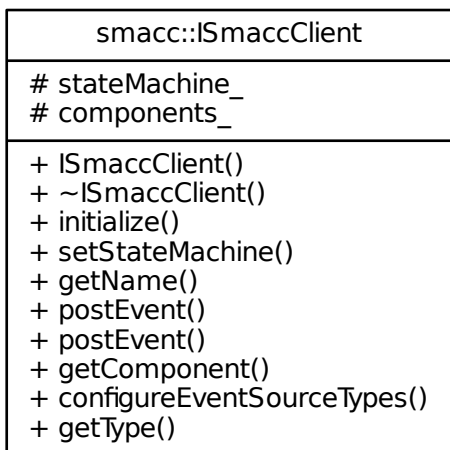 smacc::ISmaccClient
# stateMachine_
# components_
+ ISmaccClient()
+ ~ISmaccClient()
+ initialize()
+ setStateMachine()
+ getName()
+ postEvent()
+ postEvent()
+ getComponent()
+ configureEventSourceTypes()
+ getType()